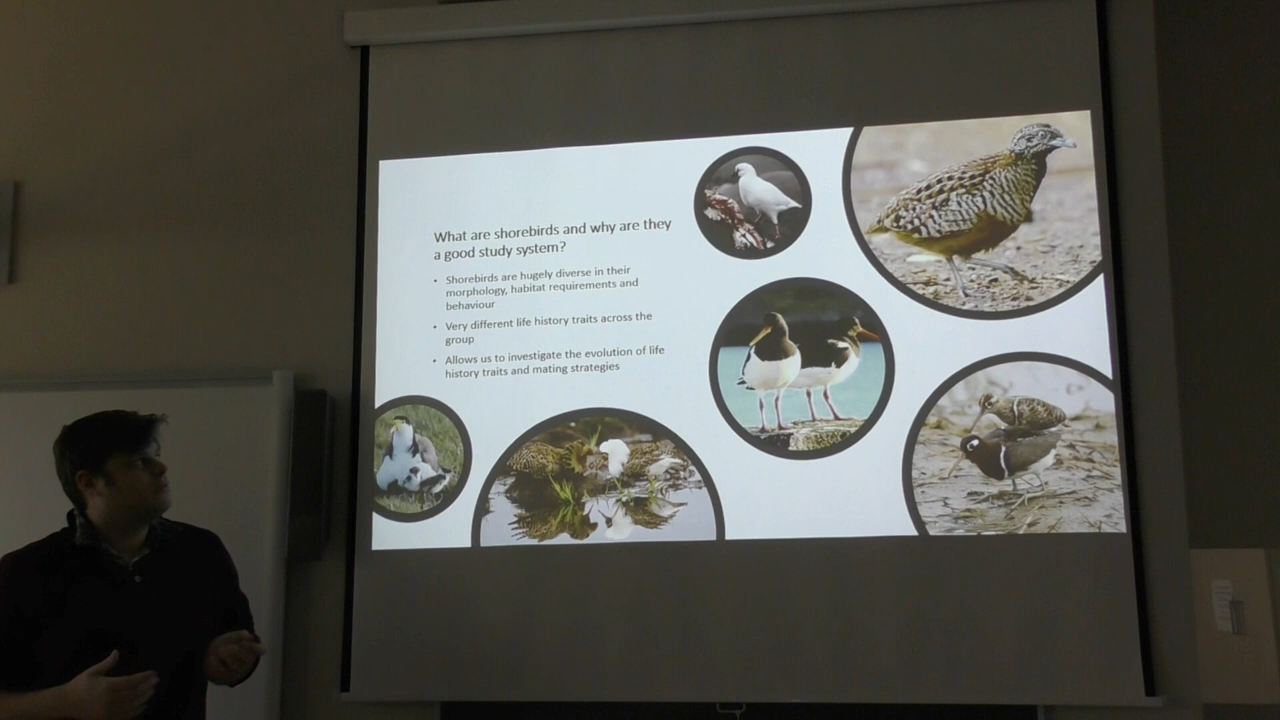 What are shorebirds and why are they
a good study system?
• Shorebirds are hugely diverse in their
morphology, habitat requirements and
behaviour
• Very different life history traits across the
group
• Allows us to investigate the evolution of life
history traits and mating strategies